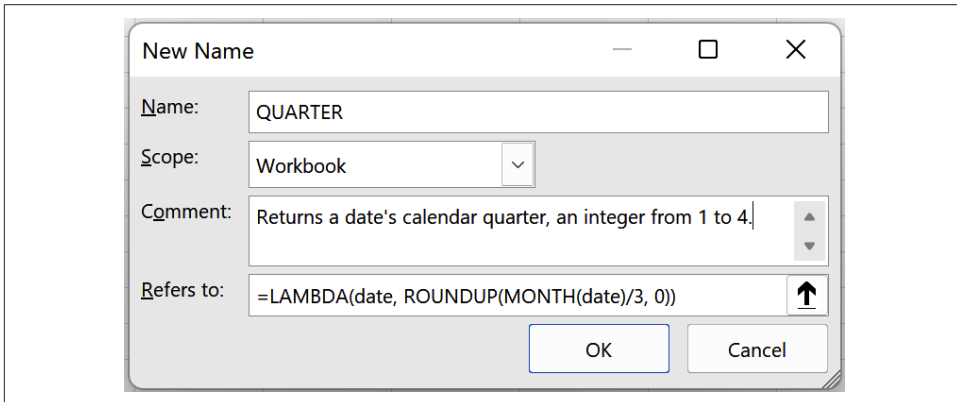 New Name
Name: QUARTER
Scope: Workbook
Comment: Returns a date's calendar quarter, an integer from 1 to 4.
Refers to: =LAMBDA(date, ROUNDUP(MONTH(date)/3, 0))
OK Cancel